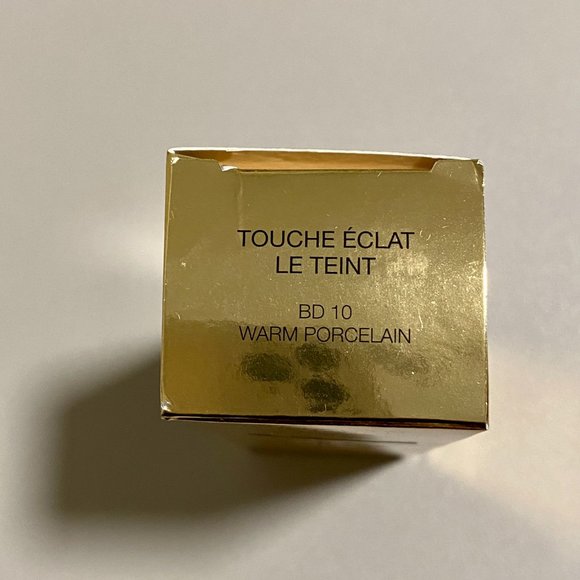 TOUCHE ÉCLAT
LE TEINT
BD 10
WARM PORCELAIN